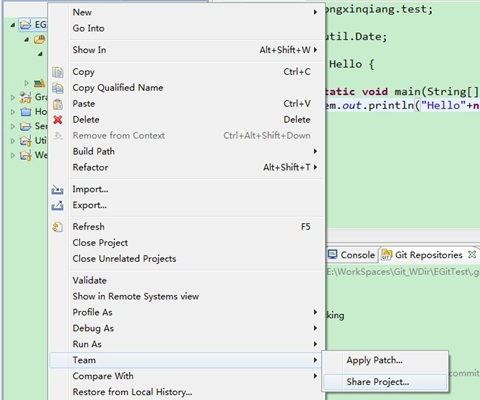 New
Go Into
Show In Alt+Shift+W
Copy Ctrl+C
Copy Qualified Name
Paste Ctrl+V
Delete Delete
Remove from Context Ctrl+Alt+Shift+Down
Build Path
Refactor Alt+Shift+T
Import...
Export...
Refresh F5
Close Project
Close Unrelated Projects
Validate
Show in Remote Systems view
Profile As
Debug As
Run As
Team
Compare With
Restore from Local History...
Apply Patch...
Share Project...
EG
Gra
Ho
Ser
Uti
We
ongxinqiang.test;
util.Date;
Hello {
tatic void main(String[]
em.out.println("Hello"+n
Console
Git Repositories
E:\WorkSpaces\Git_WDir\EGitTest\.g
king
commit